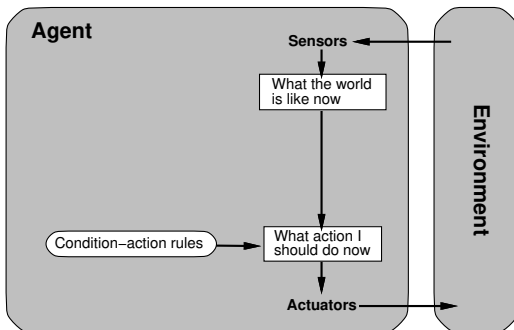 Agent
Sensors
What the world
is like now
Environment
Condition−action rules
What action I
should do now
Actuators